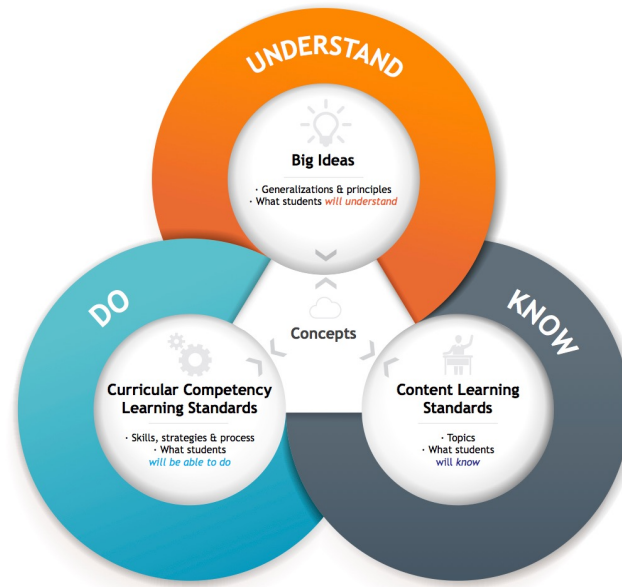 UNDERSTAND
Big Ideas
· Generalizations & principles
· What students will understand
Concepts
DO
Curricular Competency
Learning Standards
· Skills, strategies & process
· What students
will be able to do
KNOW
Content Learning
Standards
· Topics
· What students
will know